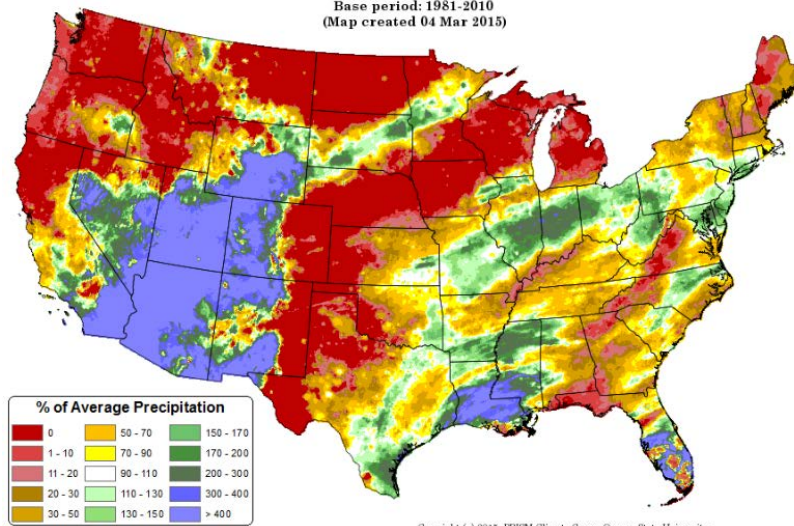 Base period: 1981-2010
(Map created 04 Mar 2015)
% of Average Precipitation
0
1 - 10
11 - 20
20 - 30
30 - 50
50 - 70
70 - 90
90 - 110
110 - 130
130 - 150
150 - 170
170 - 200
200 - 300
300 - 400
> 400